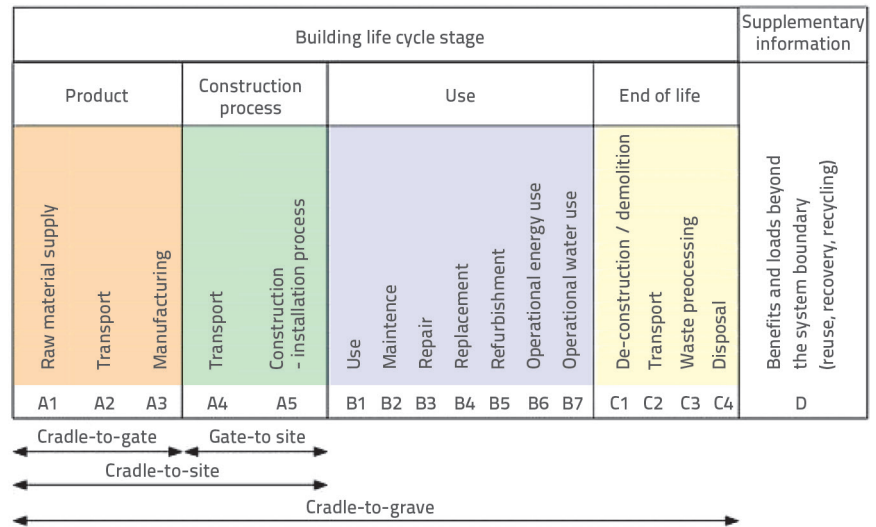 Building life cycle stage
Supplementary
information
Product
Construction
process
Use
End of life
Raw material supply
Transport
Manufacturing
Transport
Construction
- installation process
Use
Maintence
Repair
Replacement
Refurbishment
Operational energy use
Operational water use
De-construction / demolition
Transport
Waste preocessing
Disposal
Benefits and loads beyond
the system boundary
(reuse, recovery, recycling)
A1 A2 A3 A4 A5 B1 B2 B3 B4 B5 B6 B7 C1 C2 C3 C4 D
Cradle-to-gate
Gate-to site
Cradle-to-site
Cradle-to-grave